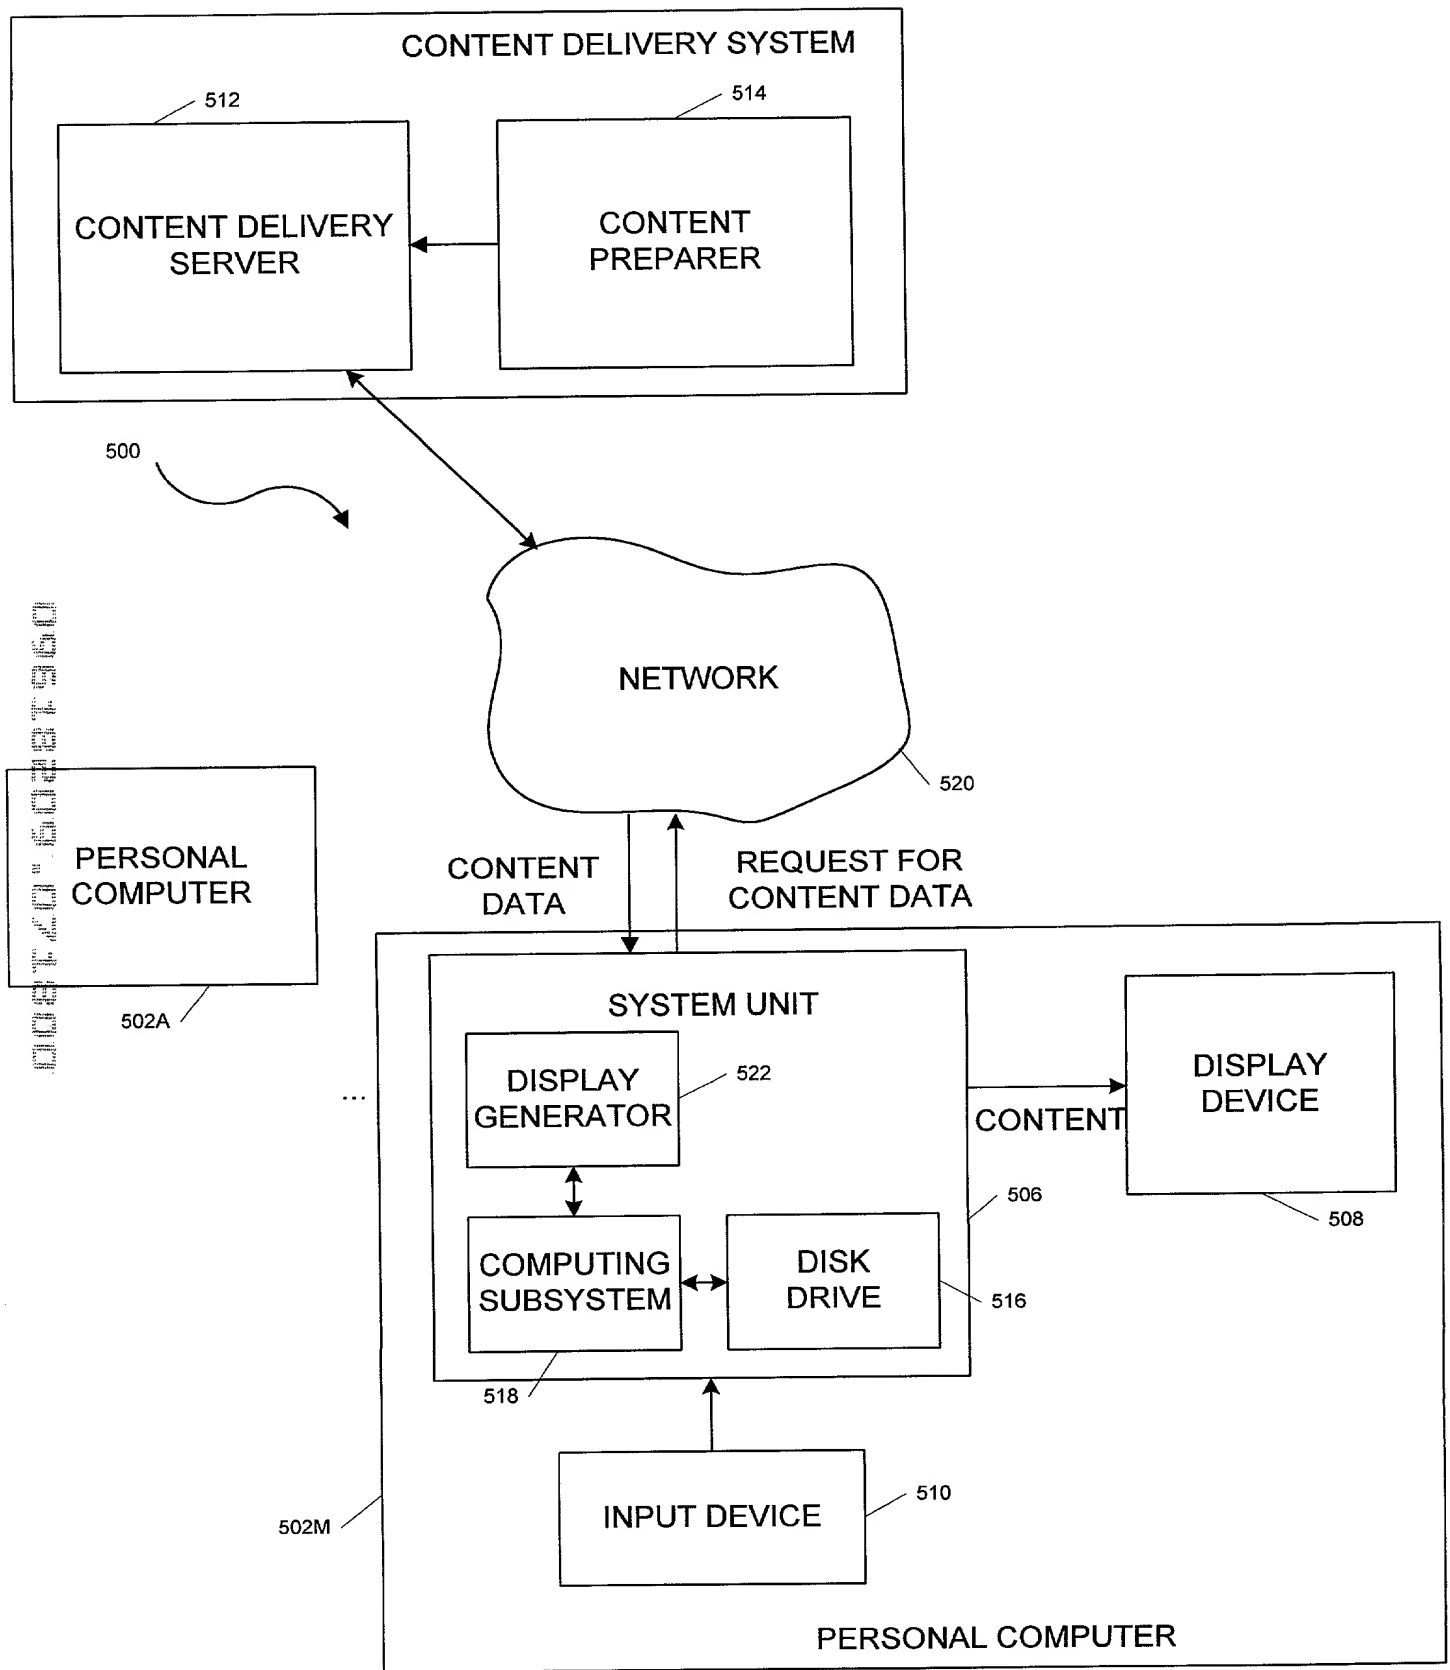 CONTENT DELIVERY SYSTEM
512
514
CONTENT DELIVERY
SERVER
CONTENT
PREPARER
500
NETWORK
520
PERSONAL
COMPUTER
502A
CONTENT
DATA
REQUEST FOR
CONTENT DATA
SYSTEM UNIT
DISPLAY
GENERATOR
522
...
CONTENT
DISPLAY
DEVICE
506
508
COMPUTING
SUBSYSTEM
DISK
DRIVE
516
518
INPUT DEVICE
510
502M
PERSONAL COMPUTER